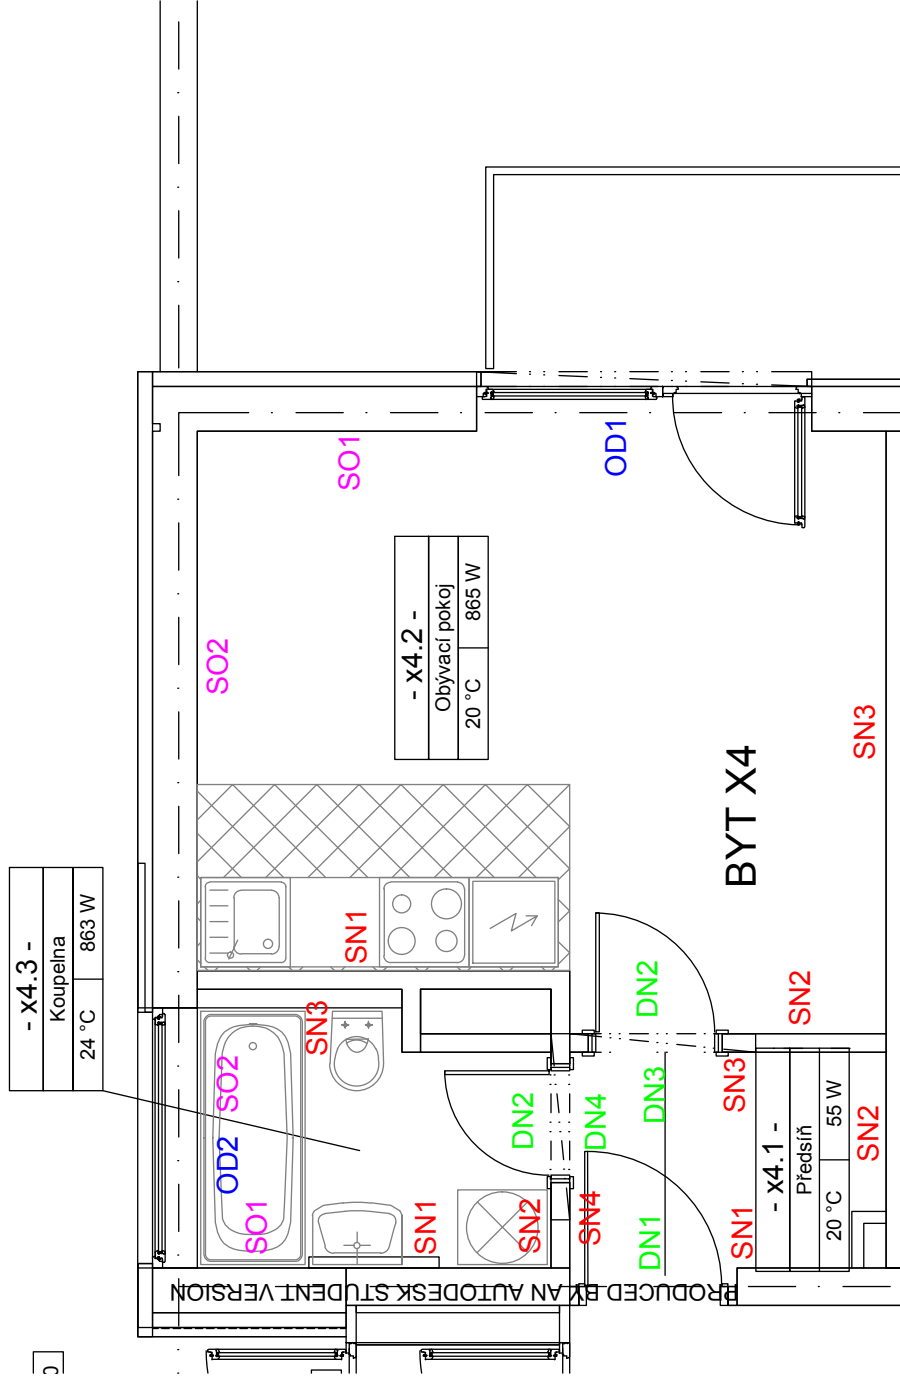 SO1
OD1
SO2
- x4.2 -
Obývací pokoj
20 °C
865 W
SN3
BYT X4
- x4.3 -
Koupelna
24 °C
863 W
SN1
SN3
DN2
SN2
SO2
OD2
SO1
DN2
DN4
DN3
SN3
- x4.1 -
Předsíň
20 °C
55 W
SN2
SN1
SN2
SN4
DN1
SN1
PRODUCED BY AN AUTODESK STUDENT VERSION